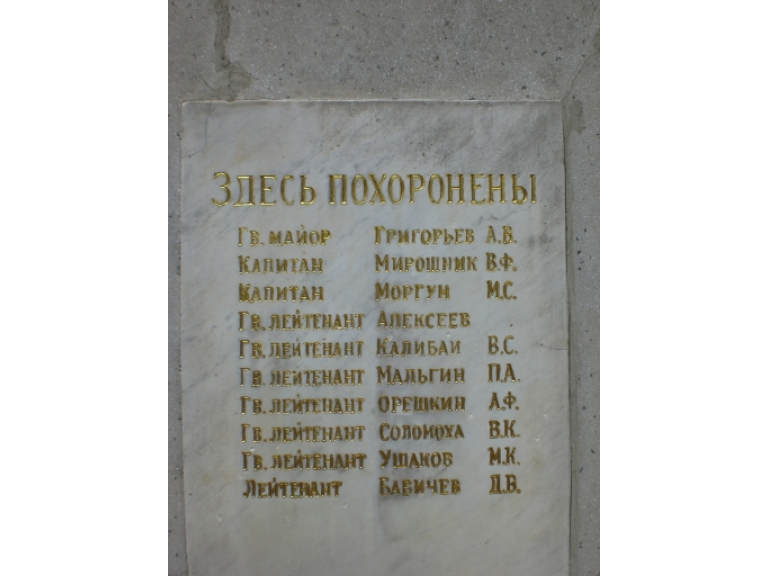 Здесь похоронены
Гв. майор Григорьев А.В.
Капитан Мирошник В.Ф.
Капитан Моргун М.С.
Гв. лейтенант Алексеев
Гв. лейтенант Калибай В.С.
Гв. лейтенант Мальгин П.А.
Гв. лейтенант Орешкин А.Ф.
Гв. лейтенант Соломоха В.К.
Гв. лейтенант Ушаков М.К.
Лейтенант Бабичев Д.В.